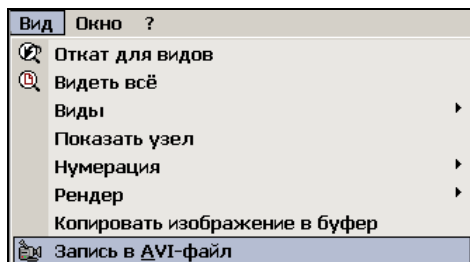 Вид Окно ?
Откат для видов
Видеть всё
Виды
Показать узел
Нумерация
Рендер
Копировать изображение в буфер
Запись в AVI-файл